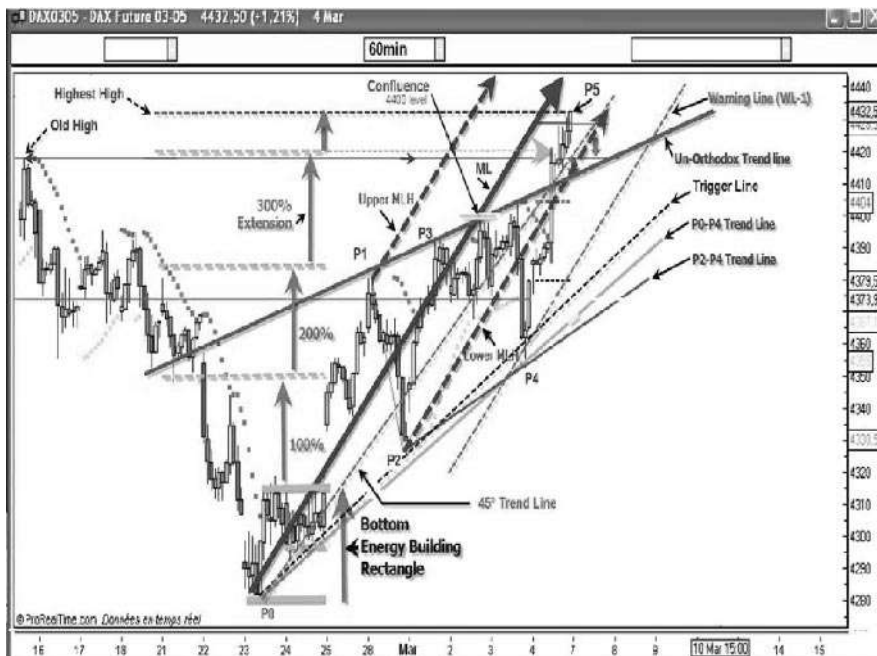 DAX0305 - DAX Future 03-05 4432,50 (+1,21%) 4 Mar
60min
Highest High
Old High
Confluence
4400 level
P5
Warning Line (WL-1)
Un-Orthodox Trend line
ML
Upper MLH
300%
Extension
Trigger Line
P3
P1
P0-P4 Trend Line
P2-P4 Trend Line
200%
Lower MLH
P4
100%
P2
45° Trend Line
Bottom
Energy Building
Rectangle
P0
4440
4432,5
4420
4410
4404
4400
4390
4379,5
4373,9
4360
4350
4340
4320
4310
4300
4290
4280
©ProRealTime.com Données en temps réel
16 17 18 21 22 23 24 25 28 Mar 2 3 4 7 8 9 10 Mar 15:00 14 15